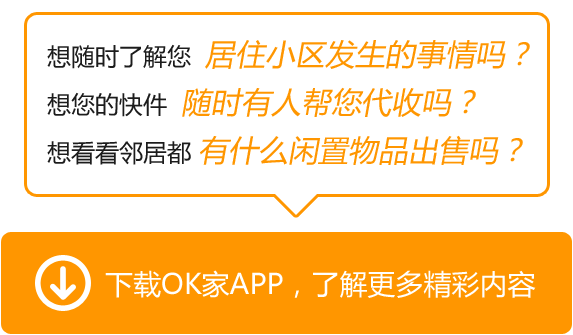 想随时了解您 居住小区发生的事情吗？
想您的快件 随时有人帮您代收吗？
想看看邻居都 有什么闲置物品出售吗？
下载OK家APP，了解更多精彩内容